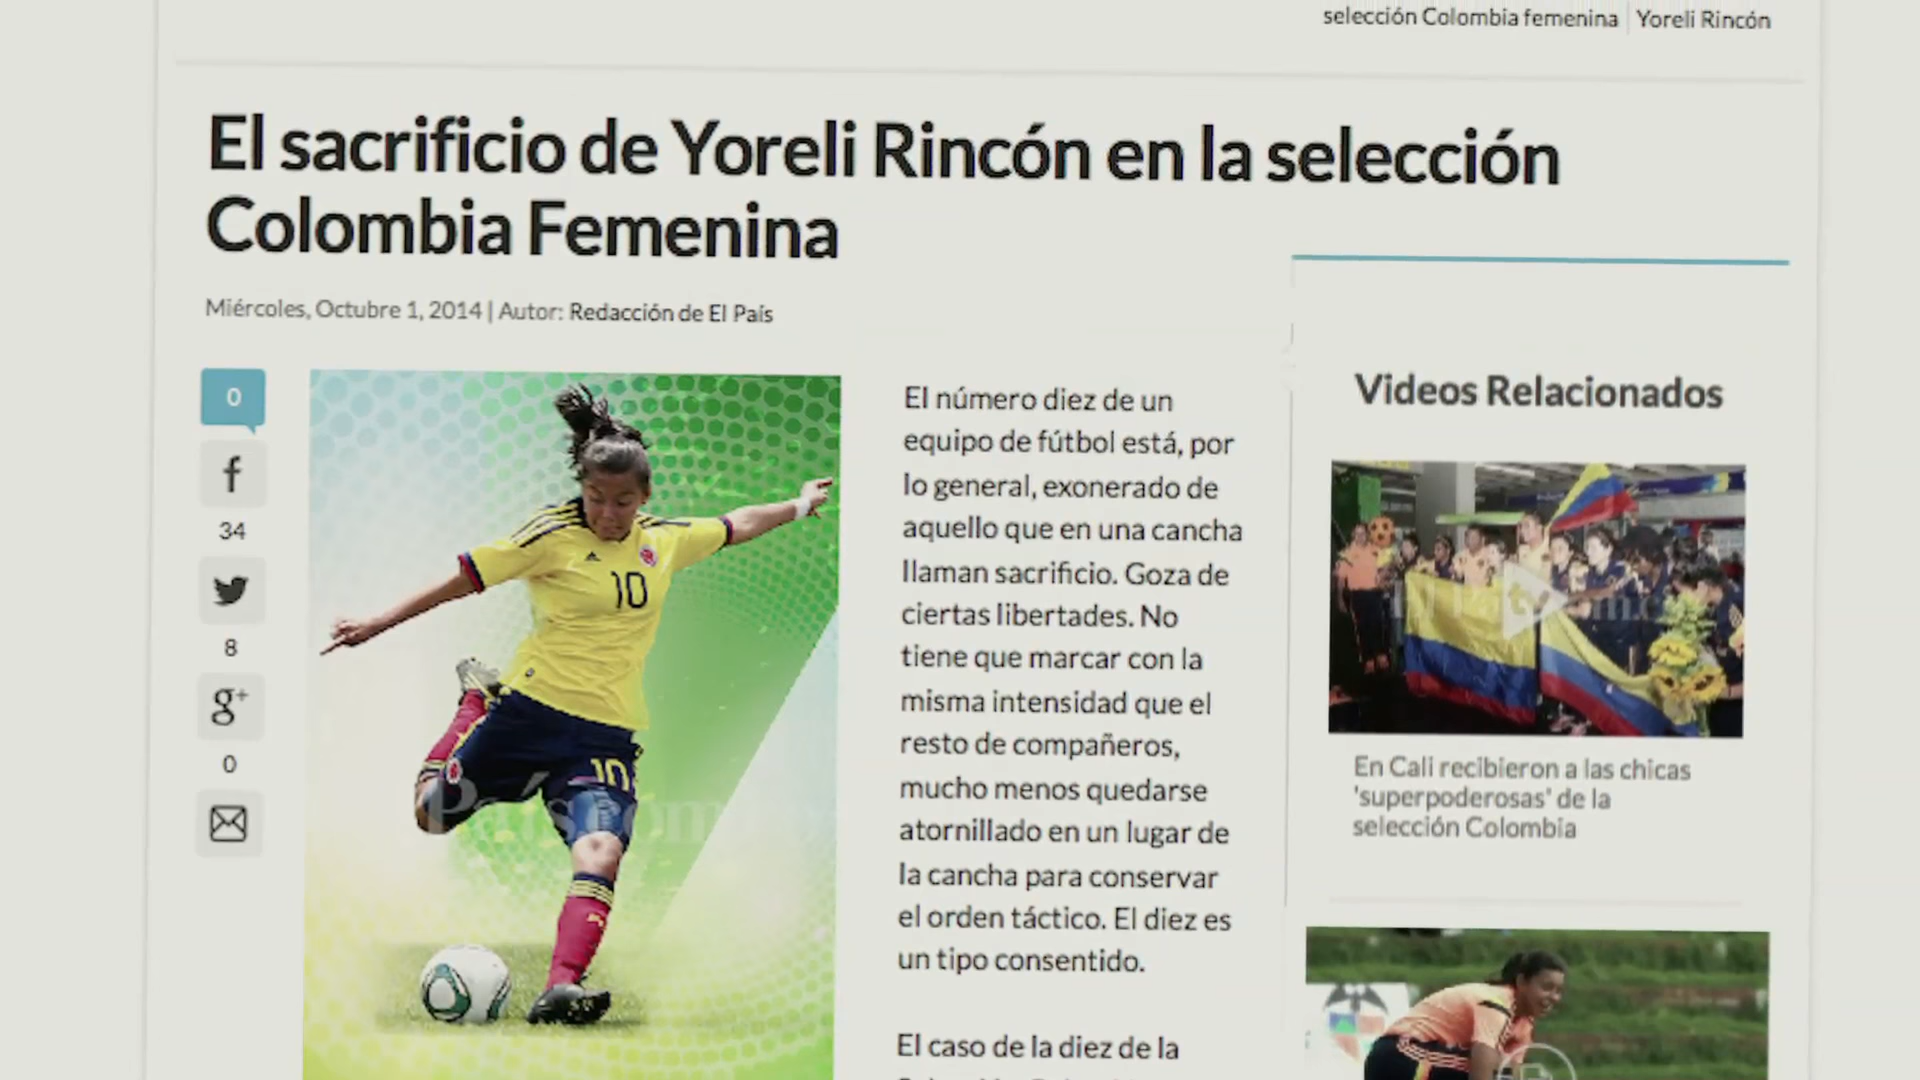 selección Colombia femenina | Yoreli Rincón
El sacrificio de Yoreli Rincón en la selección
Colombia Femenina
Miércoles, Octubre 1, 2014 | Autor: Redacción de El País
0
34
8
g+
0
10
10
País.com
El número diez de un
equipo de fútbol está, por
lo general, exonerado de
aquello que en una cancha
llaman sacrificio. Goza de
ciertas libertades. No
tiene que marcar con la
misma intensidad que el
resto de compañeros,
mucho menos quedarse
atornillado en un lugar de
la cancha para conservar
el orden táctico. El diez es
un tipo consentido.
El caso de la diez de la
Videos Relacionados
En Cali recibieron a las chicas
'superpoderosas' de la
selección Colombia